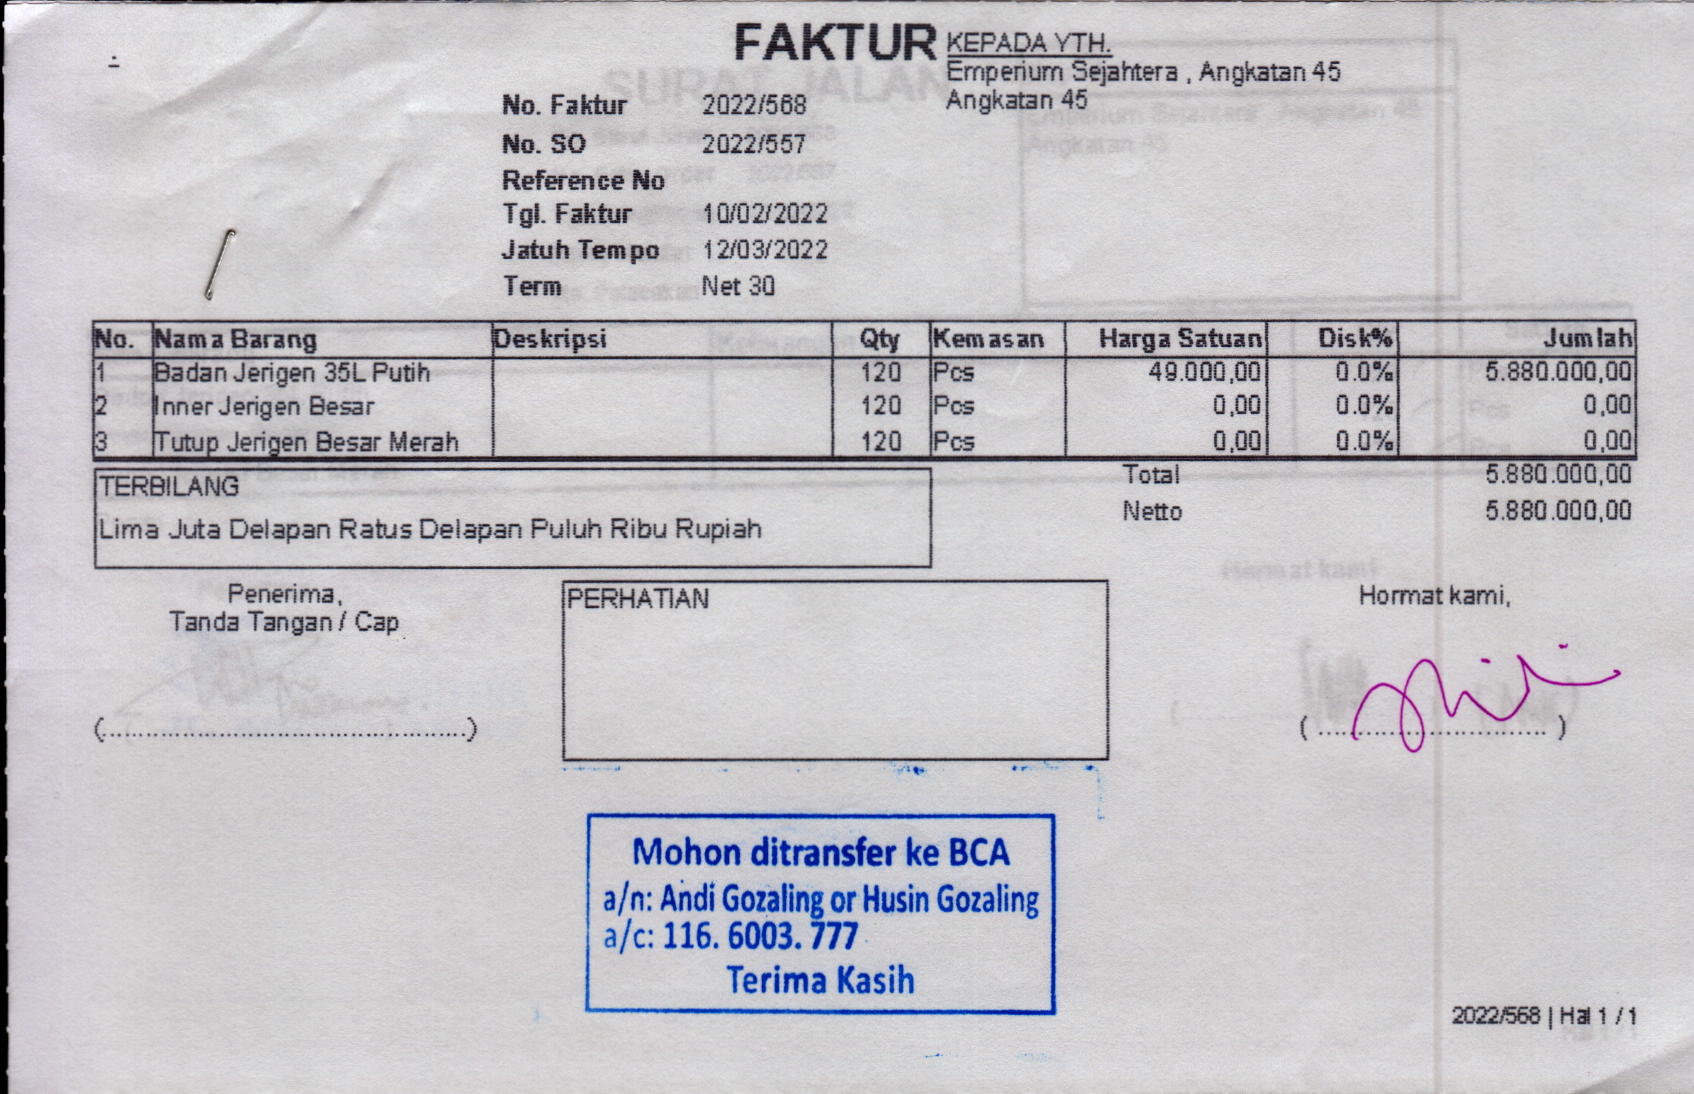 FAKTUR
KEPADA YTH.
Emperium Sejahtera , Angkatan 45
Angkatan 45
No. Faktur 2022/568
No. SO 2022/557
Reference No
Tgl. Faktur 10/02/2022
Jatuh Tempo 12/03/2022
Term Net 30
No. Nama Barang Deskripsi Qty Kemasan Harga Satuan Disk% Jumlah
1 Badan Jerigen 35L Putih 120 Pcs 49.000,00 0.0% 5.880.000,00
2 Inner Jerigen Besar 120 Pcs 0,00 0.0% 0,00
3 Tutup Jerigen Besar Merah 120 Pcs 0,00 0.0% 0,00
Total 5.880.000,00
Netto 5.880.000,00
TERBILANG
Lima Juta Delapan Ratus Delapan Puluh Ribu Rupiah
Penerima,
Tanda Tangan / Cap
PERHATIAN
Hormat kami,
Mohon ditransfer ke BCA
a/n: Andi Gozaling or Husin Gozaling
a/c: 116. 6003. 777
Terima Kasih
2022/568 | Hal 1 / 1